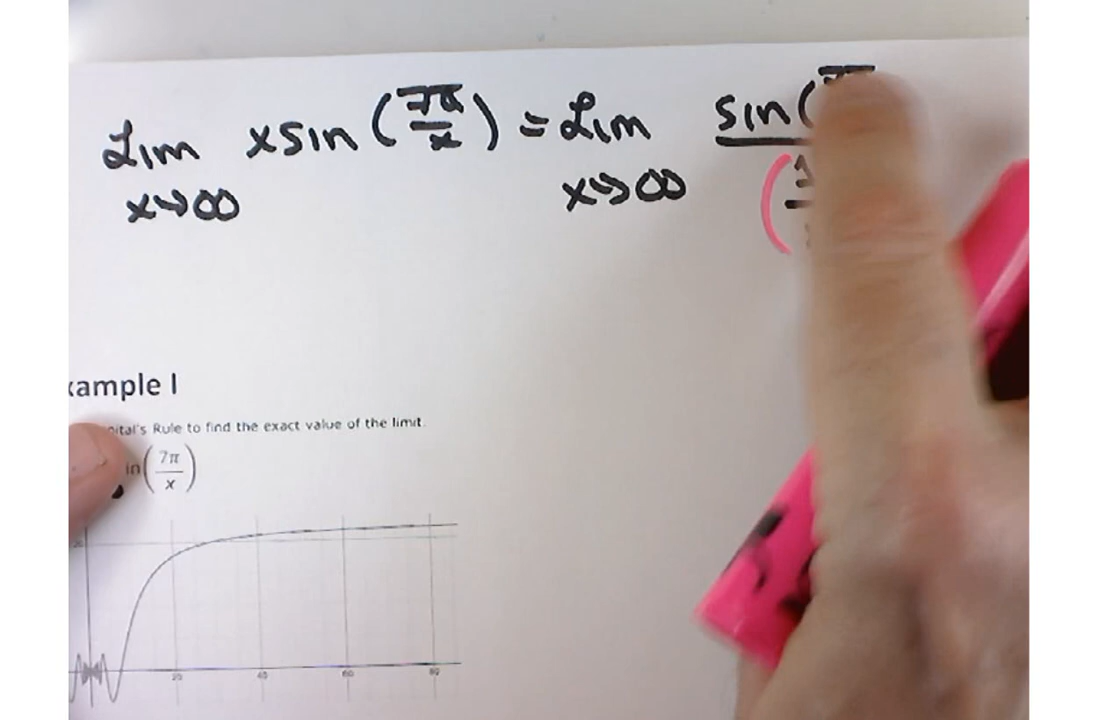 Lim x sin (7π/x) = Lim sin(
x→∞ x→∞
xample I
pital's Rule to find the exact value of the limit.
in(7π/x)
20
20 40 60 80